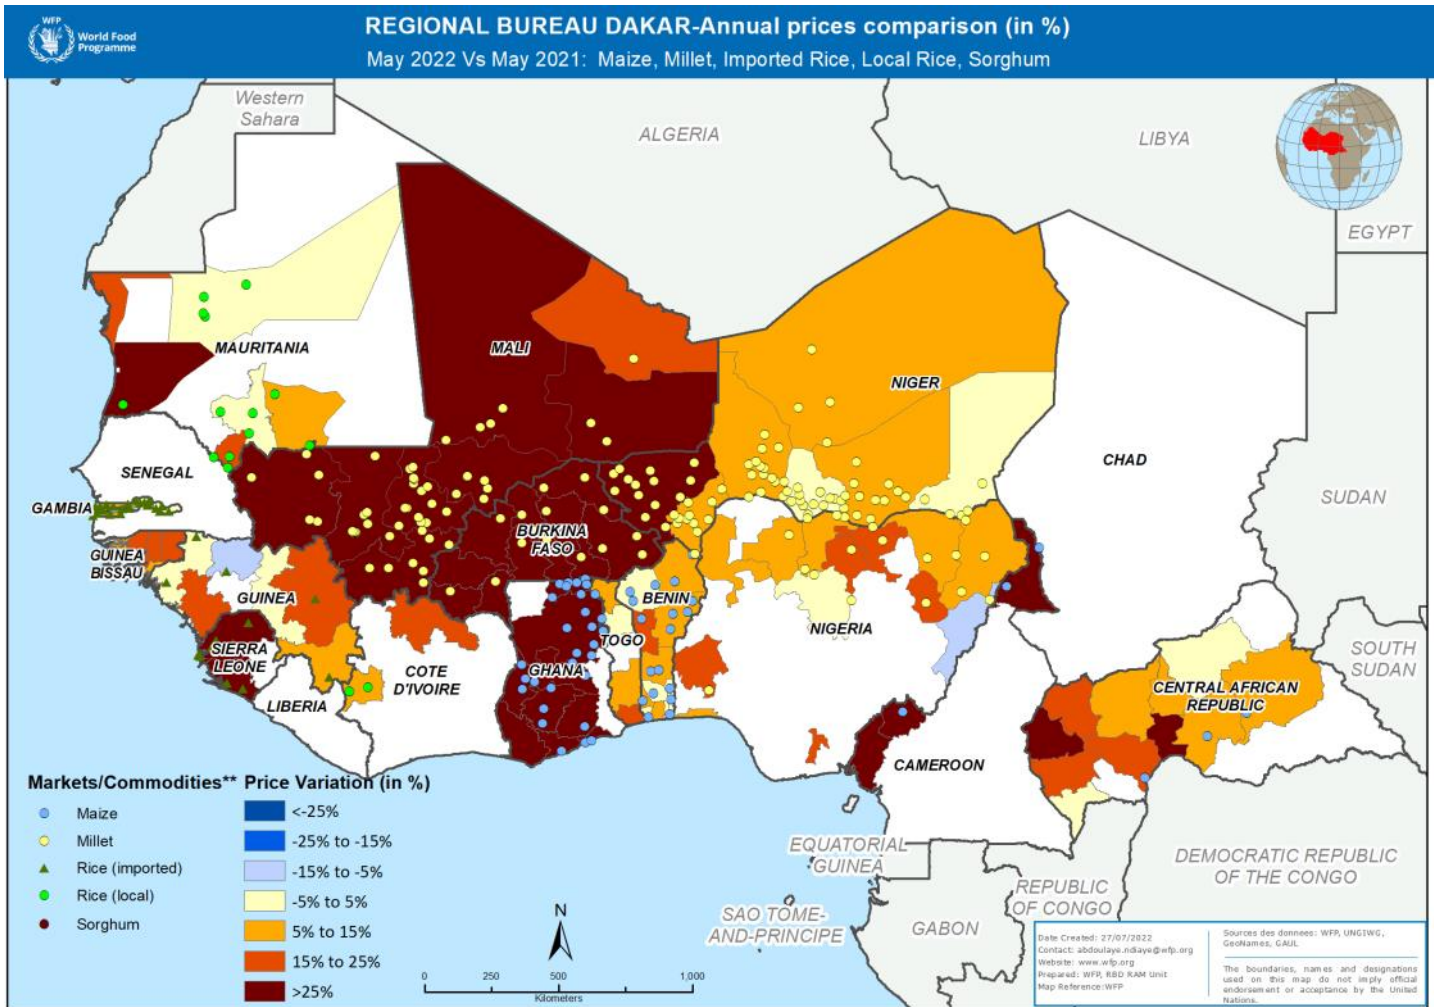 WFP
World Food
Programme
REGIONAL BUREAU DAKAR-Annual prices comparison (in %)
May 2022 Vs May 2021: Maize, Millet, Imported Rice, Local Rice, Sorghum
Western
Sahara
ALGERIA
LIBYA
EGYPT
MAURITANIA
MALI
NIGER
CHAD
SUDAN
SENEGAL
GAMBIA
BURKINA
FASO
GUINEA
BISSAU
GUINEA
BENIN
NIGERIA
TOGO
SIERRA
LEONE
COTE
D'IVOIRE
GHANA
LIBERIA
SOUTH
SUDAN
CENTRAL AFRICAN
REPUBLIC
CAMEROON
EQUATORIAL
GUINEA
DEMOCRATIC REPUBLIC
OF THE CONGO
REPUBLIC
OF CONGO
SAO TOME-
AND-PRINCIPE
GABON
Markets/Commodities** Price Variation (in %)
Maize
Millet
Rice (imported)
Rice (local)
Sorghum
<-25%
-25% to -15%
-15% to -5%
-5% to 5%
5% to 15%
15% to 25%
>25%
N
0 250 500 1,000
Kilometers
Date Created: 27/07/2022
Contact: abdoulaye.ndiaye@wfp.org
Website: www.wfp.org
Prepared: WFP, RBD RAM Unit
Map Reference:WFP
Sources des donnees: WFP, UNGIWG,
GeoNames, GAUL
The boundaries, names and designations
used on this map do not imply official
endorsement or acceptance by the United
Nations.